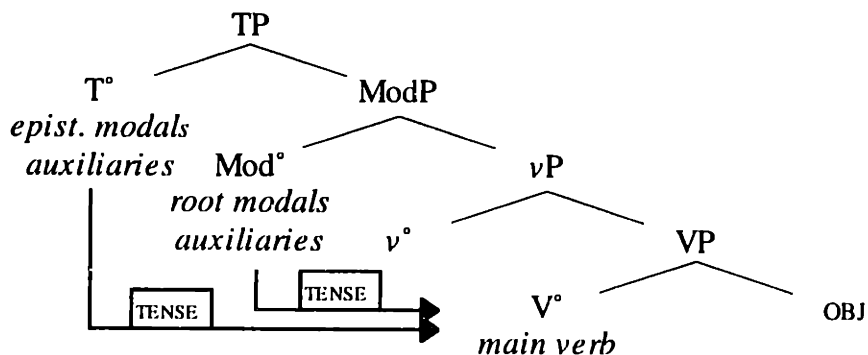 TP
T° ModP
epist. modals
auxiliaries Mod° vP
root modals
auxiliaries v° VP
TENSE TENSE V° OBJ
main verb